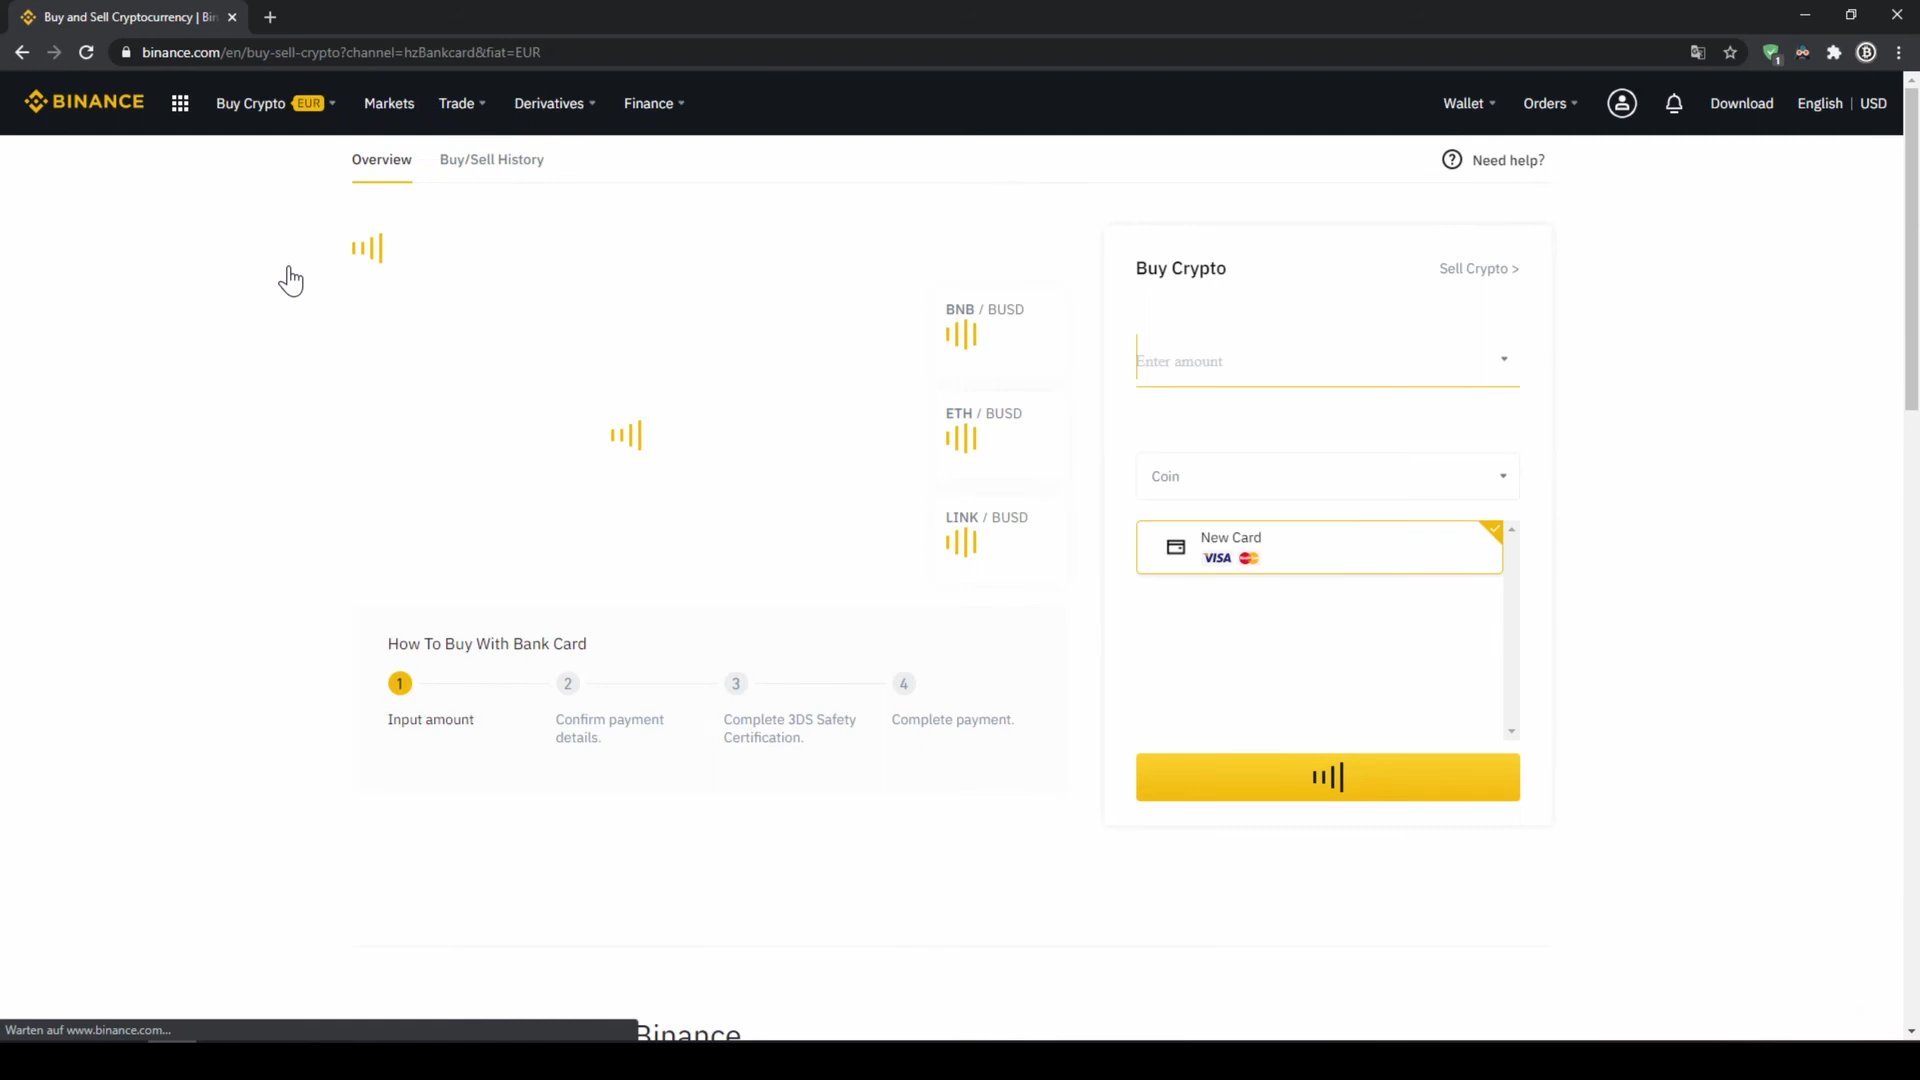 Buy and Sell Cryptocurrency | Bin
binance.com/en/buy-sell-crypto?channel=hzBankcard&fiat=EUR
1
BINANCE
Buy Crypto EUR
Markets
Trade
Derivatives
Finance
Wallet
Orders
Download
English | USD
Overview
Buy/Sell History
Need help?
Buy Crypto
Sell Crypto >
BNB / BUSD
Enter amount
ETH / BUSD
Coin
LINK / BUSD
New Card
VISA
How To Buy With Bank Card
1
2
3
4
Input amount
Confirm payment
details.
Complete 3DS Safety
Certification.
Complete payment.
Warten auf www.binance.com...
Binance